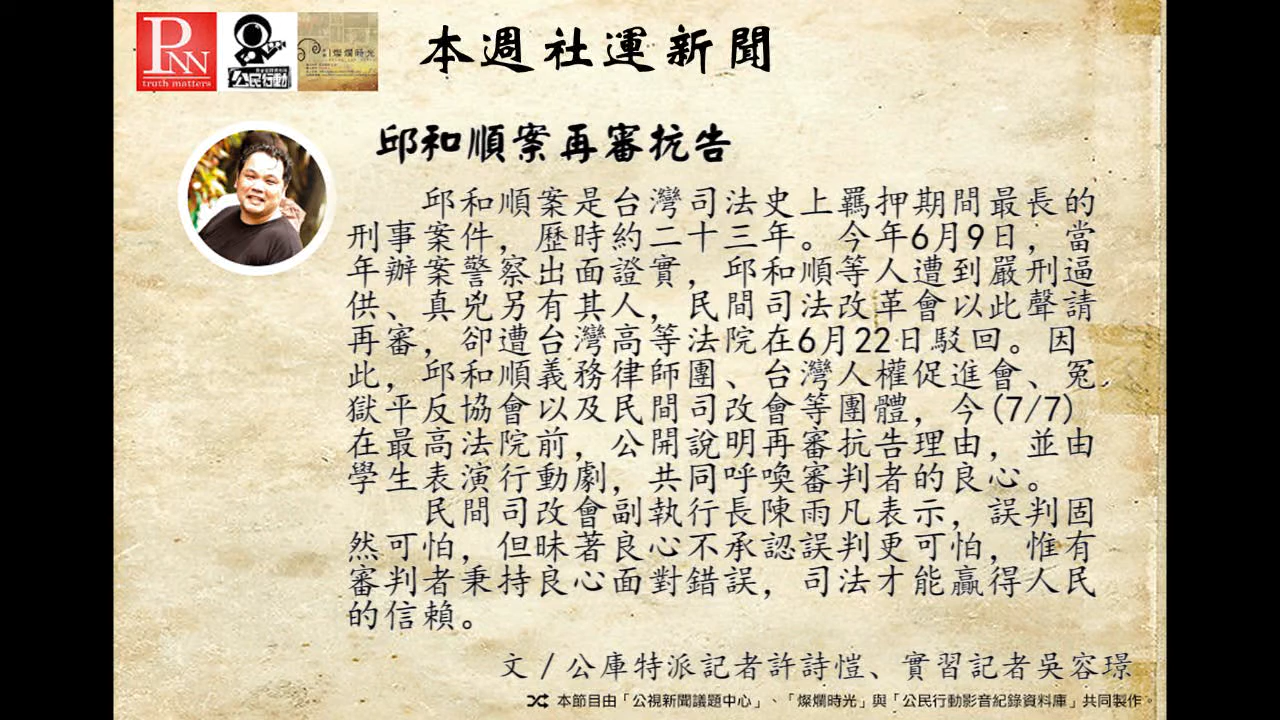 PNN
truth matters
公民行動
燦爛時光
本週社運新聞
邱和順案再審抗告
邱和順案是台灣司法史上羈押期間最長的
刑事案件，歷時約二十三年。今年6月9日，當
年辦案警察出面證實，邱和順等人遭到嚴刑逼
供、真兇另有其人，民間司法改革會以此聲請
再審，卻遭台灣高等法院在6月22日駁回。因
此，邱和順義務律師團、台灣人權促進會、冤
獄平反協會以及民間司改會等團體，今(7/7)
在最高法院前，公開說明再審抗告理由，並由
學生表演行動劇，共同呼喚審判者的良心。
民間司改會副執行長陳雨凡表示，誤判固
然可怕，但昧著良心不承認誤判更可怕，惟有
審判者秉持良心面對錯誤，司法才能贏得人民
的信賴。
文／公庫特派記者許詩愷、實習記者吳容璟
本節目由「公視新聞議題中心」、「燦爛時光」與「公民行動影音紀錄資料庫」共同製作。